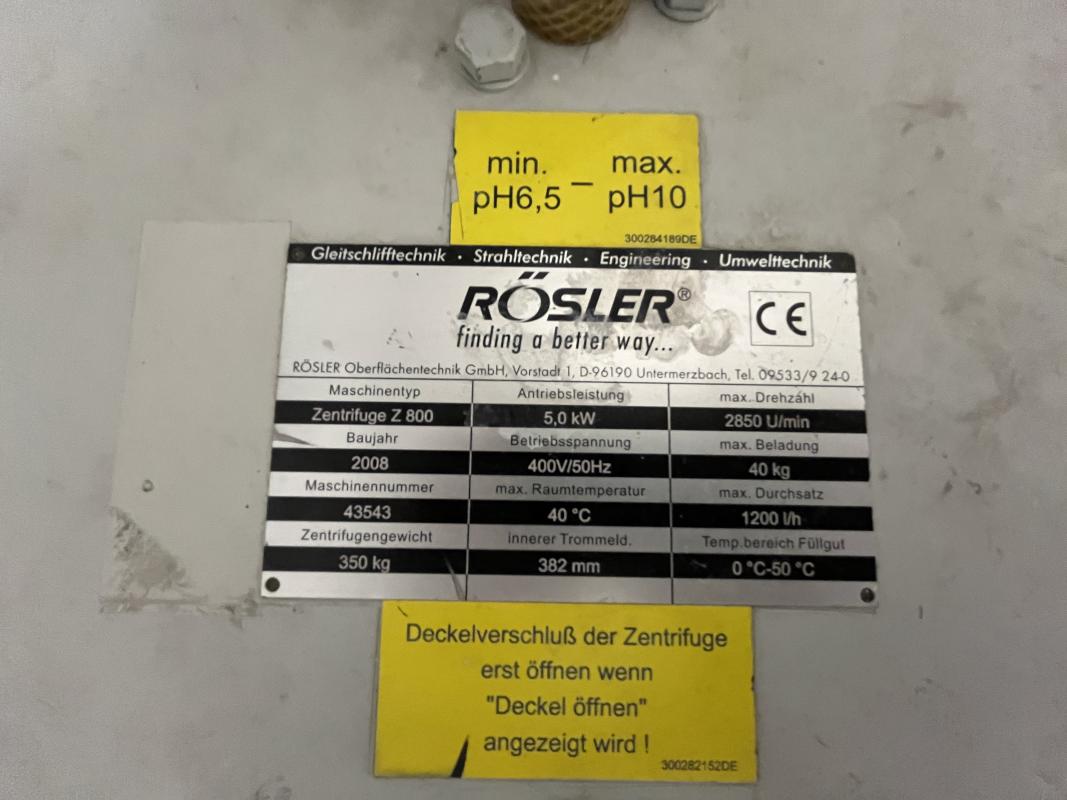 min. max.
pH6,5 – pH10
300284189DE
Gleitschlifftechnik · Strahltechnik · Engineering · Umwelttechnik
RÖSLER®
finding a better way...
CE
RÖSLER Oberflächentechnik GmbH, Vorstadt 1, D-96190 Untermerzbach, Tel. 09533/9 24-0
Maschinentyp Antriebsleistung max. Drehzahl
Zentrifuge Z 800 5,0 kW 2850 U/min
Baujahr Betriebsspannung max. Beladung
2008 400V/50Hz 40 kg
Maschinennummer max. Raumtemperatur max. Durchsatz
43543 40 °C 1200 l/h
Zentrifugengewicht innerer Trommeld. Temp.bereich Füllgut
350 kg 382 mm 0 °C-50 °C
Deckelverschluß der Zentrifuge
erst öffnen wenn
"Deckel öffnen"
angezeigt wird !
300282152DE